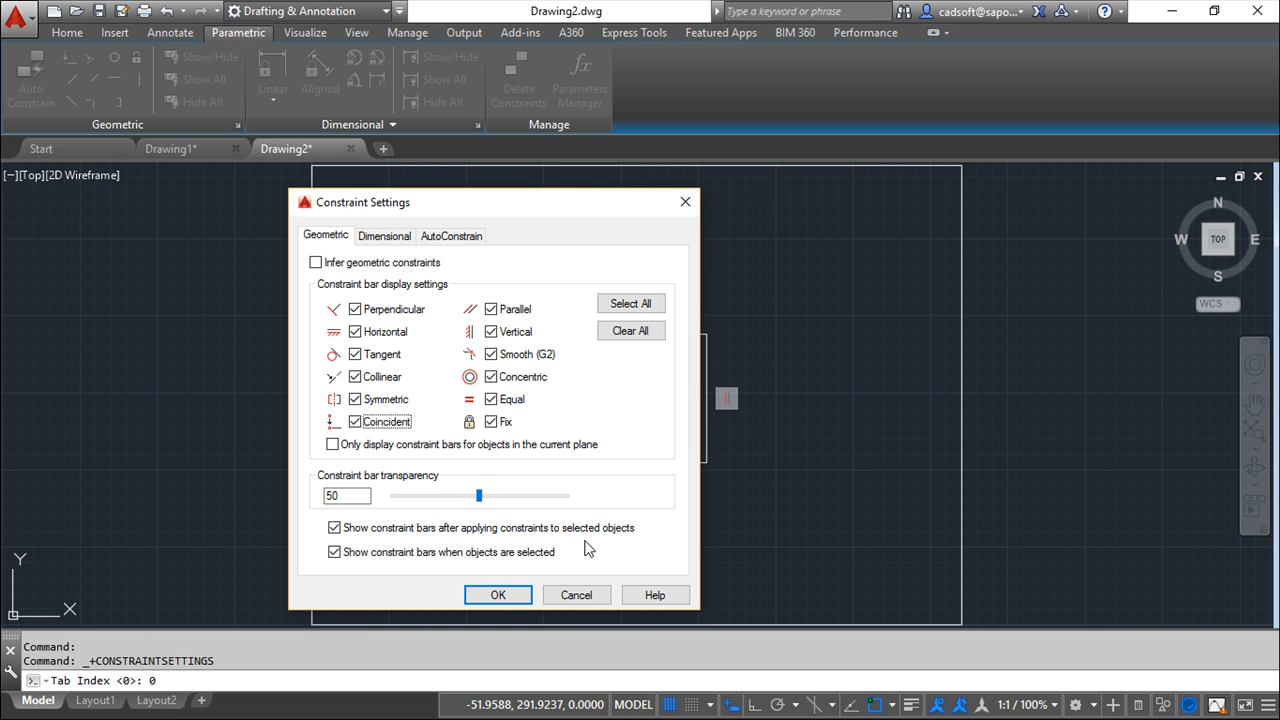 Drafting & Annotation
Drawing2.dwg
Type a keyword or phrase
cadsoft@sapo...
Home Insert Annotate Parametric Visualize View Manage Output Add-ins A360 Express Tools Featured Apps BIM 360 Performance
Auto
Constrain
Show/Hide
Show All
Hide All
Linear
Aligned
Show/Hide
Show All
Hide All
Delete
Constraints
Parameters
Manager
Geometric
Dimensional
Manage
Start
Drawing1*
Drawing2*
[−][Top][2D Wireframe]
N
W
TOP
E
S
WCS
Constraint Settings
Geometric
Dimensional
AutoConstrain
Infer geometric constraints
Constraint bar display settings
Perpendicular
Parallel
Select All
Horizontal
Vertical
Clear All
Tangent
Smooth (G2)
Collinear
Concentric
Symmetric
Equal
Coincident
Fix
Only display constraint bars for objects in the current plane
Constraint bar transparency
50
Show constraint bars after applying constraints to selected objects
Show constraint bars when objects are selected
OK
Cancel
Help
Y
X
Command:
Command: _+CONSTRAINTSETTINGS
Tab Index <0>: 0
Model
Layout1
Layout2
-51.9588, 291.9237, 0.0000
MODEL
1:1 / 100%